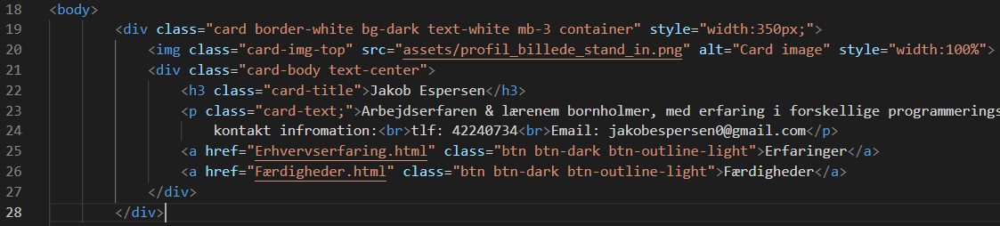 18 <body>
19 <div class="card border-white bg-dark text-white mb-3 container" style="width:350px;">
20 <img class="card-img-top" src="assets/profil_billede_stand_in.png" alt="Card image" style="width:100%">
21 <div class="card-body text-center">
22 <h3 class="card-title">Jakob Espersen</h3>
23 <p class="card-text;">Arbejdserfaren & lærenem bornholmer, med erfaring i forskellige programmerings
24 kontakt infromation:<br>tlf: 42240734<br>Email: jakobespersen0@gmail.com</p>
25 <a href="Erhvervserfaring.html" class="btn btn-dark btn-outline-light">Erfaringer</a>
26 <a href="Færdigheder.html" class="btn btn-dark btn-outline-light">Færdigheder</a>
27 </div>
28 </div>